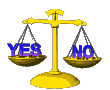 YES NO